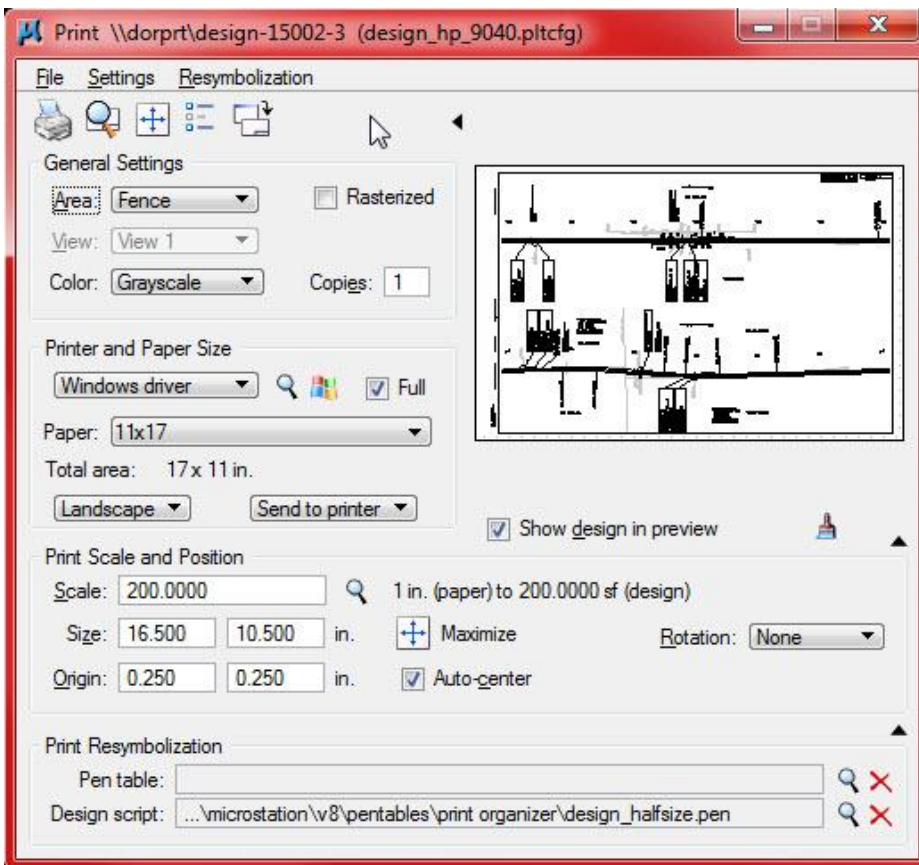 Print \\dorprt\design-15002-3 (design_hp_9040.pltcfg)
File Settings Resymbolization
General Settings
Area: Fence Rasterized
View: View 1
Color: Grayscale Copies: 1
Printer and Paper Size
Windows driver Full
Paper: 11x17
Total area: 17 x 11 in.
Landscape Send to printer
Show design in preview
Print Scale and Position
Scale: 200.0000 1 in. (paper) to 200.0000 sf (design)
Size: 16.500 10.500 in. Maximize Rotation: None
Origin: 0.250 0.250 in. Auto-center
Print Resymbolization
Pen table:
Design script: ...\microstation\v8\pentables\print organizer\design_halfsize.pen